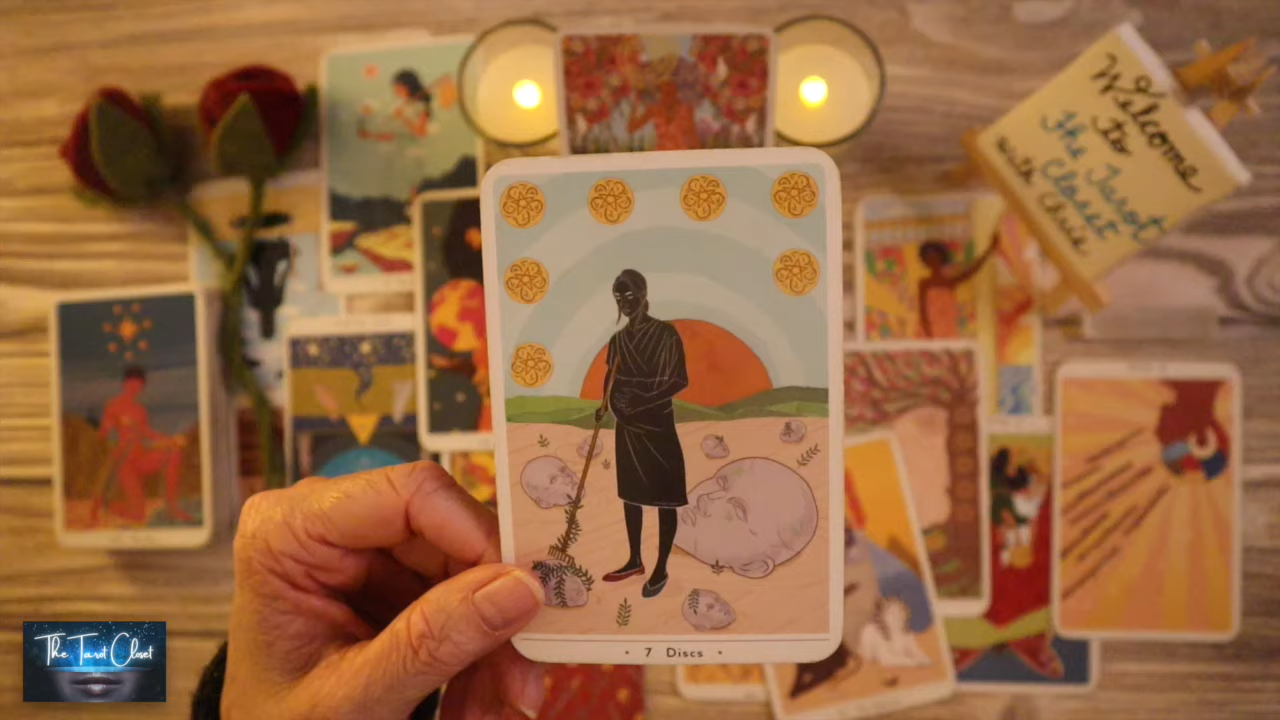 Welcome
To
The Tarot
Closet
with Chris
7 Discs
The Tarot Closet